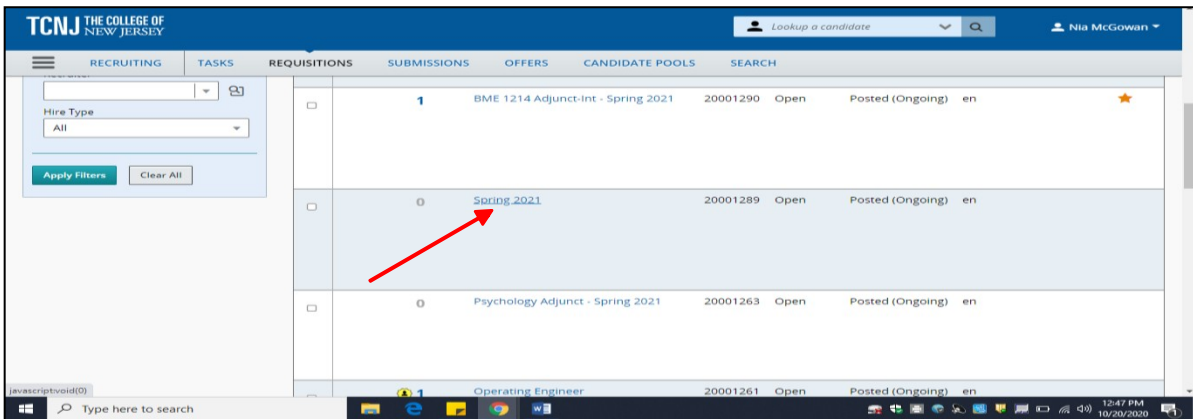 TCNJ THE COLLEGE OF NEW JERSEY
Lookup a candidate
Nia McGowan
RECRUITING TASKS REQUISITIONS SUBMISSIONS OFFERS CANDIDATE POOLS SEARCH
Hire Type
All
Apply Filters Clear All
1 BME 1214 Adjunct-Int - Spring 2021 20001290 Open Posted (Ongoing) en
0 Spring 2021 20001289 Open Posted (Ongoing) en
0 Psychology Adjunct - Spring 2021 20001263 Open Posted (Ongoing) en
1 Operating Engineer 20001261 Open Posted (Ongoing) en
javascript:void(0)
Type here to search
12:47 PM
10/20/2020